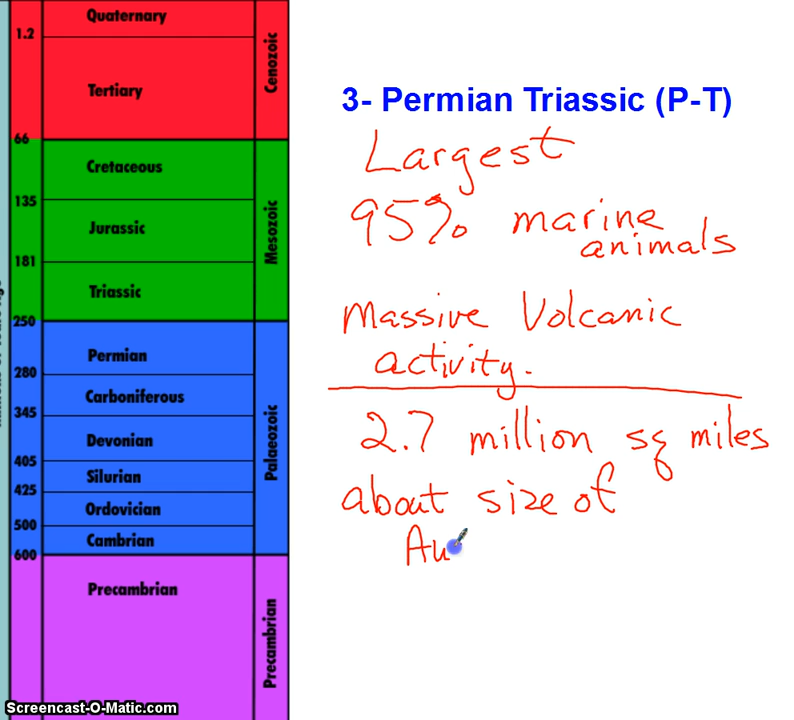 Quaternary
1.2
Tertiary
Cenozoic
66
Cretaceous
135
Jurassic
Mesozoic
181
Triassic
250
Permian
280
Carboniferous
345
Devonian
Palaeozoic
405
Silurian
425
Ordovician
500
Cambrian
600
Precambrian
Precambrian
3- Permian Triassic (P-T)
Largest
95% marine
animals
Massive Volcanic
activity.
2.7 million sq miles
about size of
Au
Screencast-O-Matic.com